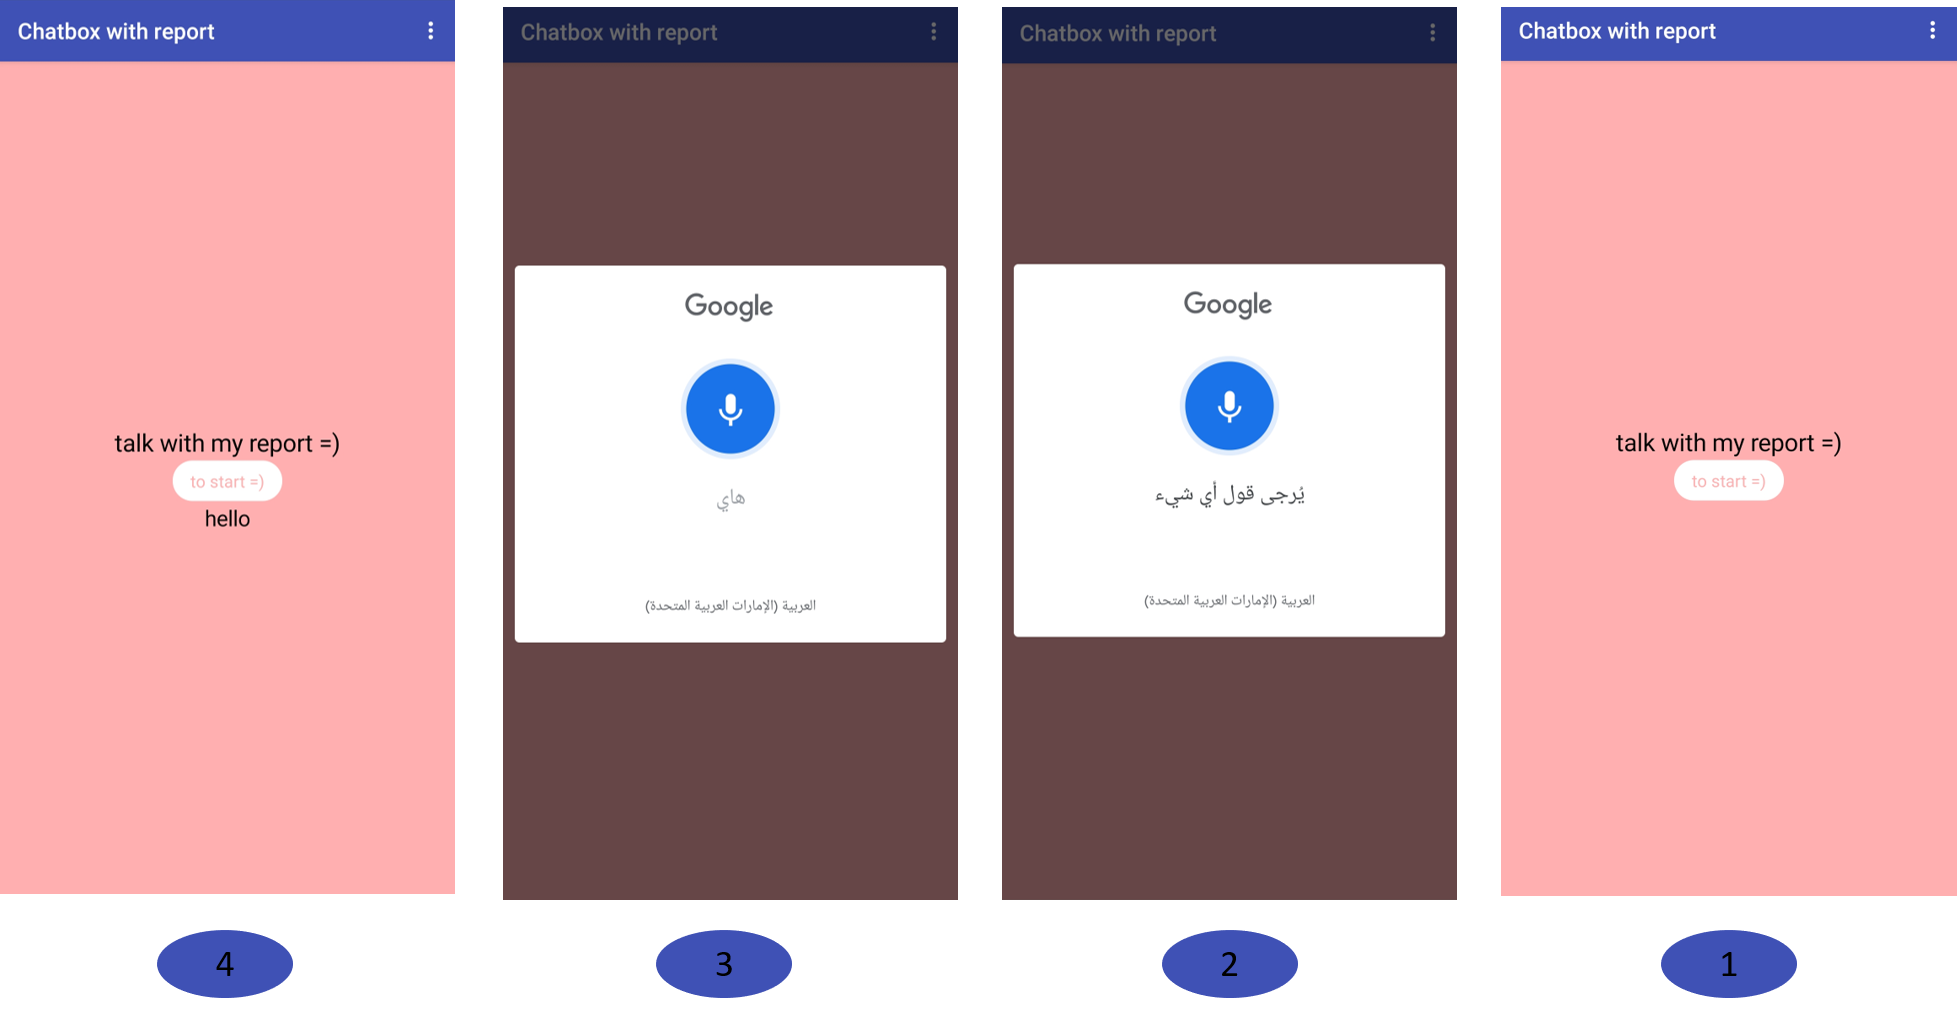 Chatbox with report
talk with my report =)
to start =)
1
Chatbox with report
Google
يُرجى قول أي شيء
العربية (الإمارات العربية المتحدة)
2
Chatbox with report
Google
هاي
العربية (الإمارات العربية المتحدة)
3
Chatbox with report
talk with my report =)
to start =)
hello
4